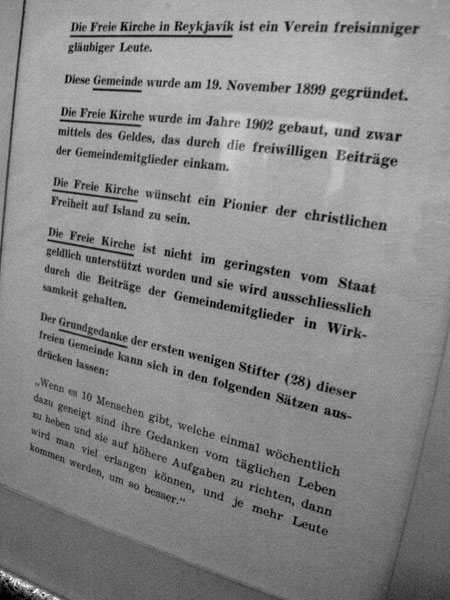 Die Freie Kirche in Reykjavík ist ein Verein freisinniger
gläubiger Leute.
Diese Gemeinde wurde am 19. November 1899 gegründet.
Die Freie Kirche wurde im Jahre 1902 gebaut, und zwar
mittels des Geldes, das durch die freiwilligen Beiträge
der Gemeindemitglieder einkam.
Die Freie Kirche wünscht ein Pionier der christlichen
Freiheit auf Island zu sein.
Die Freie Kirche ist nicht im geringsten vom Staat
geldlich unterstützt worden und sie wird ausschliesslich
durch die Beiträge der Gemeindemitglieder in Wirk-
samkeit gehalten.
Der Grundgedanke der ersten wenigen Stifter (28) dieser
freien Gemeinde kann sich in den folgenden Sätzen aus-
drücken lassen:
„Wenn es 10 Menschen gibt, welche einmal wöchentlich
dazu geneigt sind ihre Gedanken vom täglichen Leben
zu heben und sie auf höhere Aufgaben zu richten, dann
wird man viel erlangen können, und je mehr Leute
kommen werden, um so besser.“